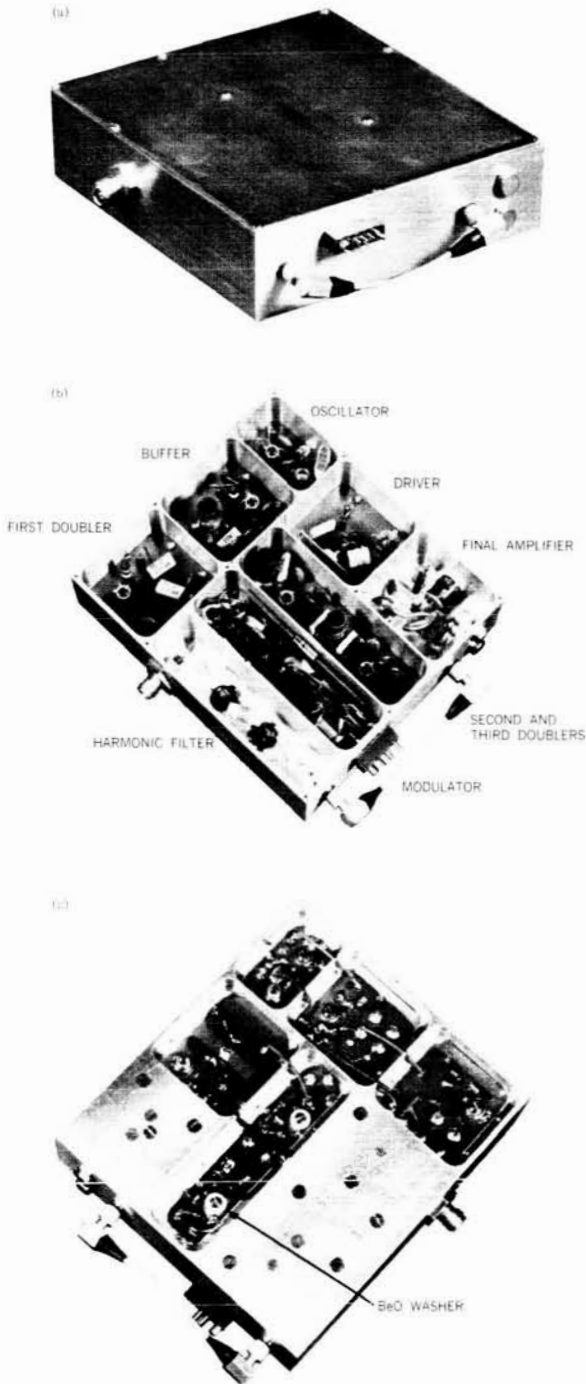 (a)
(b)
OSCILLATOR
BUFFER
DRIVER
FIRST DOUBLER
FINAL AMPLIFIER
HARMONIC FILTER
SECOND AND
THIRD DOUBLERS
MODULATOR
(c)
BeO WASHER